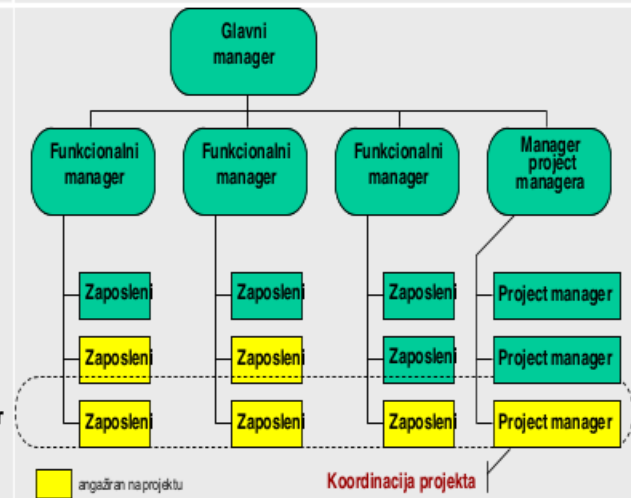 Glavni
manager
Funkcionalni
manager
Funkcionalni
manager
Funkcionalni
manager
Manager
project
managera
Zaposleni
Zaposleni
Zaposleni
Project manager
Zaposleni
Zaposleni
Zaposleni
Project manager
Zaposleni
Zaposleni
Zaposleni
Project manager
angažiran na projektu
Koordinacija projekta